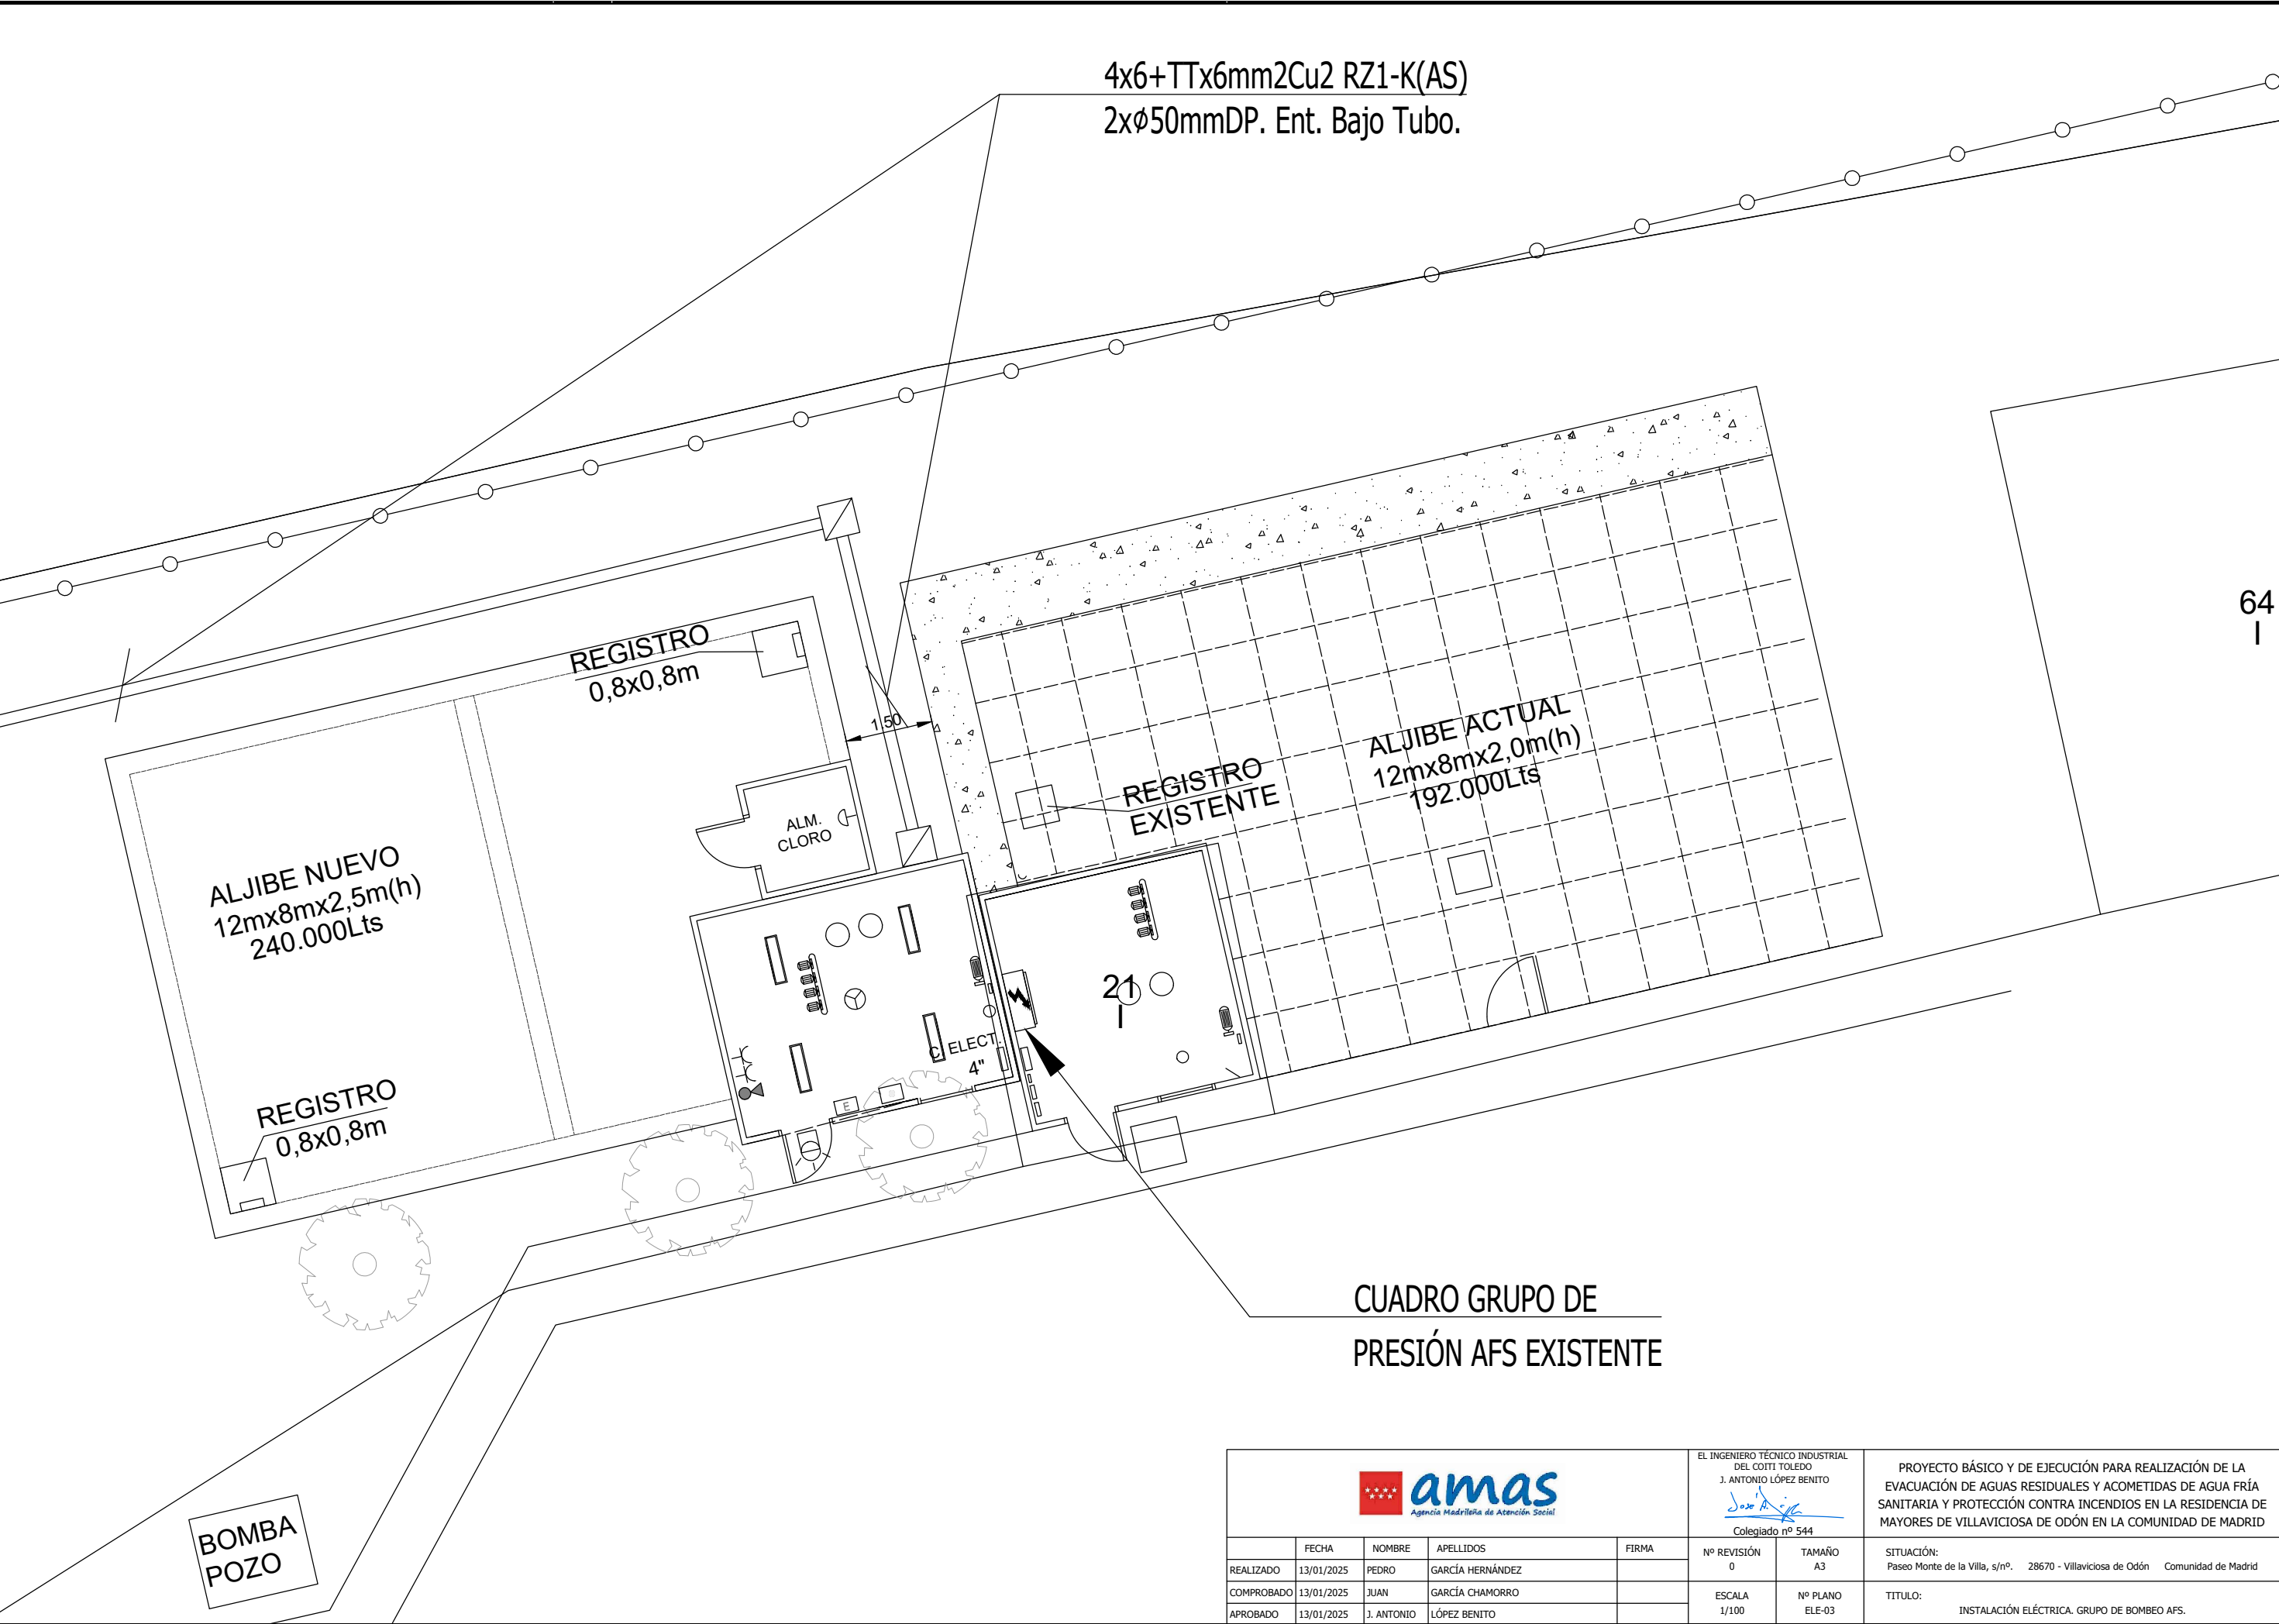 4x6+TTx6mm2Cu2 RZ1-K(AS)
2xϕ50mmDP. Ent. Bajo Tubo.
64
I
REGISTRO
0,8x0,8m
1,50
ALJIBE ACTUAL
12mx8mx2,0m(h)
192.000Lts
REGISTRO
EXISTENTE
ALM.
CLORO
ALJIBE NUEVO
12mx8mx2,5m(h)
240.000Lts
21
I
C. ELECT.
4"
E
REGISTRO
0,8x0,8m
CUADRO GRUPO DE
PRESIÓN AFS EXISTENTE
BOMBA
POZO
amas
Agencia Madrileña de Atención Social
EL INGENIERO TÉCNICO INDUSTRIAL
DEL COITI TOLEDO
J. ANTONIO LÓPEZ BENITO
Colegiado nº 544
PROYECTO BÁSICO Y DE EJECUCIÓN PARA REALIZACIÓN DE LA
EVACUACIÓN DE AGUAS RESIDUALES Y ACOMETIDAS DE AGUA FRÍA
SANITARIA Y PROTECCIÓN CONTRA INCENDIOS EN LA RESIDENCIA DE
MAYORES DE VILLAVICIOSA DE ODÓN EN LA COMUNIDAD DE MADRID
FECHA NOMBRE APELLIDOS FIRMA
REALIZADO 13/01/2025 PEDRO GARCÍA HERNÁNDEZ
COMPROBADO 13/01/2025 JUAN GARCÍA CHAMORRO
APROBADO 13/01/2025 J. ANTONIO LÓPEZ BENITO
Nº REVISIÓN
0
TAMAÑO
A3
ESCALA
1/100
Nº PLANO
ELE-03
SITUACIÓN:
Paseo Monte de la Villa, s/nº. 28670 - Villaviciosa de Odón Comunidad de Madrid
TITULO:
INSTALACIÓN ELÉCTRICA. GRUPO DE BOMBEO AFS.